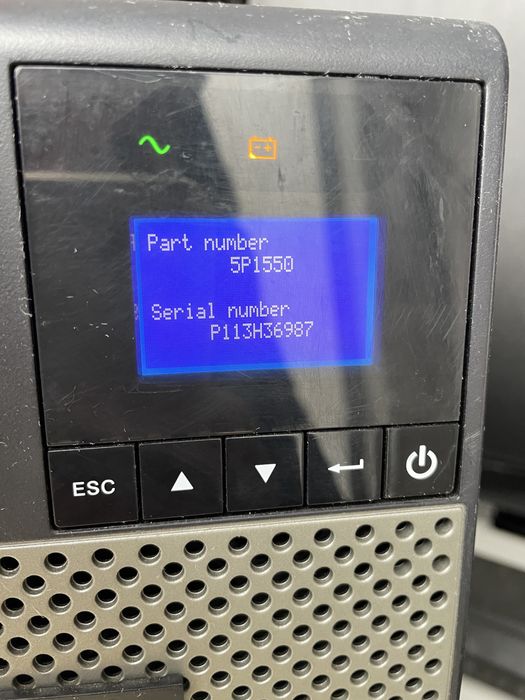 Part number
5P1550
Serial number
P113H36987
ESC